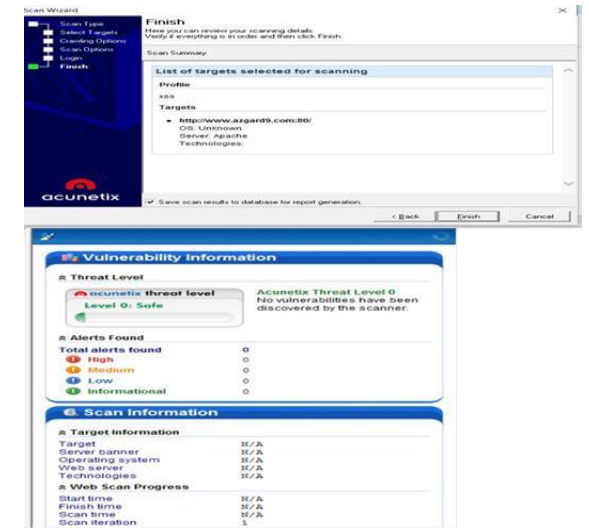 Scan Wizard
Scan Type
Select Targets
Crawling Options
Scan Options
Login
Finish
Finish
Here you can review your scanning details.
Verify if everything is in order and then click Finish.
Scan Summary
List of targets selected for scanning
Profile
xss
Targets
http://www.azgard9.com:80/
OS: Unknown
Server: Apache
Technologies:
acunetix
Save scan results to database for report generation.
< Back
Finish
Cancel
Vulnerability Information
Threat Level
acunetix threat level
Level 0: Safe
Acunetix Threat Level 0
No vulnerabilities have been
discovered by the scanner.
Alerts Found
Total alerts found 0
High 0
Medium 0
Low 0
Informational 0
Scan Information
Target Information
Target N/A
Server banner N/A
Operating system N/A
Web server N/A
Technologies N/A
Web Scan Progress
Start time N/A
Finish time N/A
Scan time N/A
Scan iteration 1